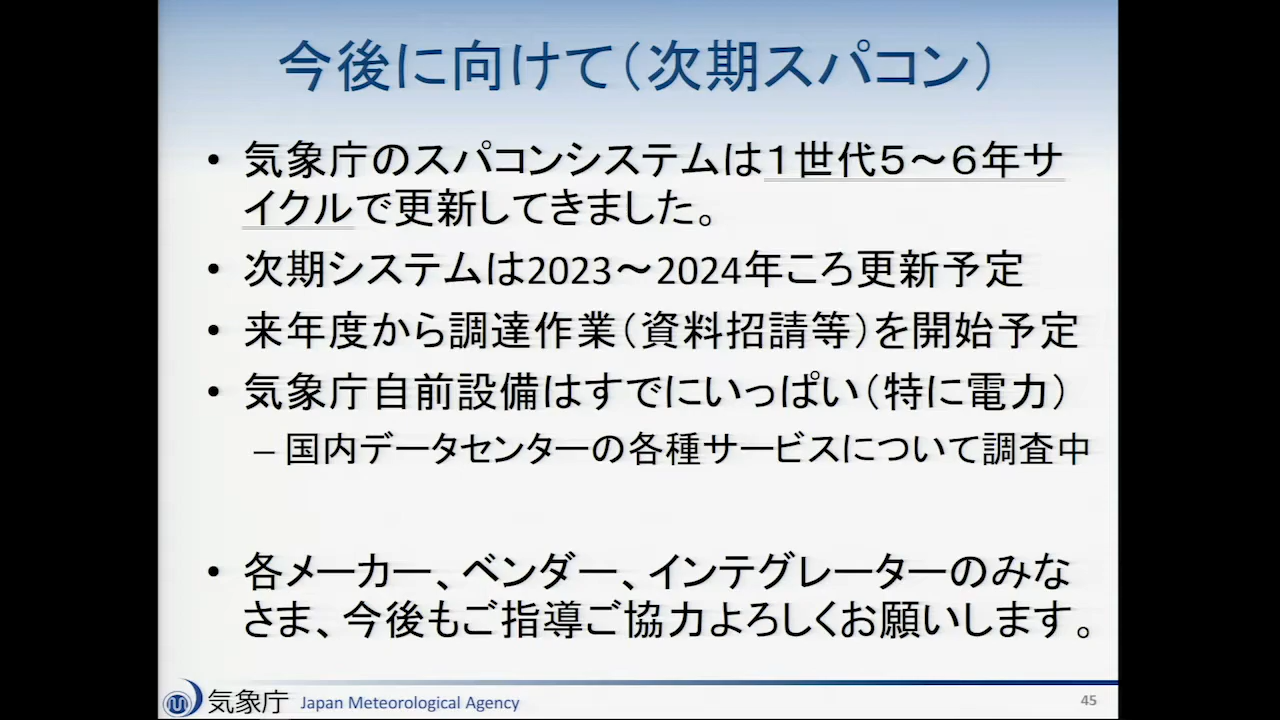 今後に向けて（次期スパコン）
• 気象庁のスパコンシステムは１世代５～６年サ
イクルで更新してきました。
• 次期システムは2023～2024年ころ更新予定
• 来年度から調達作業（資料招請等）を開始予定
• 気象庁自前設備はすでにいっぱい（特に電力）
– 国内データセンターの各種サービスについて調査中
• 各メーカー、ベンダー、インテグレーターのみな
さま、今後もご指導ご協力よろしくお願いします。
気象庁 Japan Meteorological Agency
45